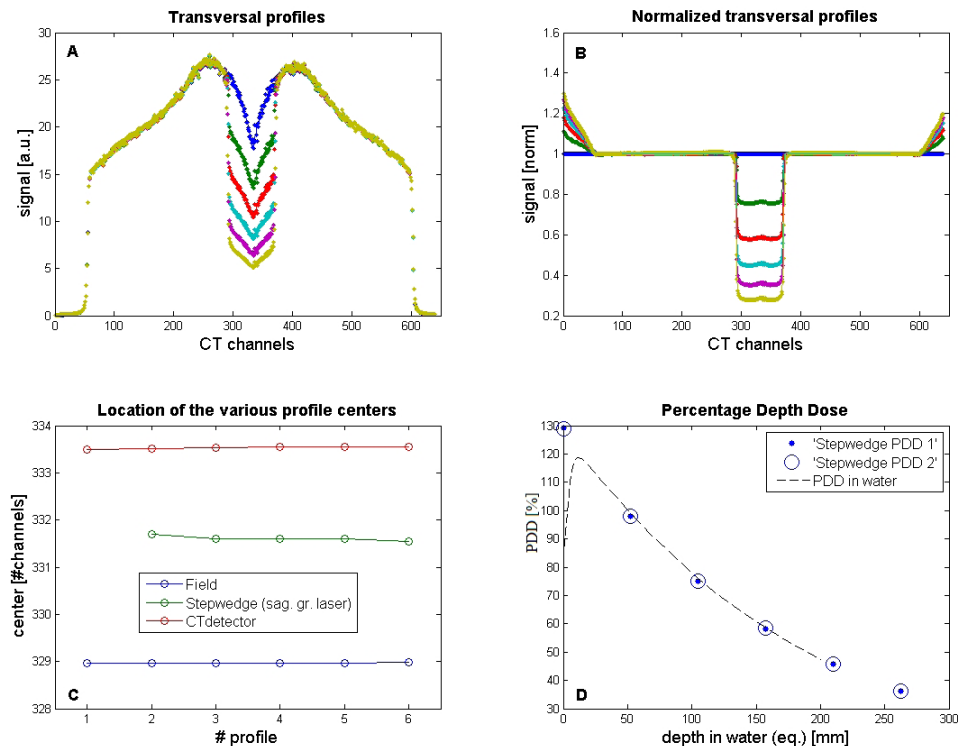 Transversal profiles
A
30
25
20
15
10
5
0
signal [a.u.]
0 100 200 300 400 500 600
CT channels
Normalized transversal profiles
B
1.6
1.4
1.2
1
0.8
0.6
0.4
0.2
signal [norm]
0 100 200 300 400 500 600
CT channels
Location of the various profile centers
334
333
332
331
330
329
328
center [#channels]
Field
Stepwedge (sag. gr. laser)
CTdetector
C
1 2 3 4 5 6
# profile
Percentage Depth Dose
130
120
110
100
90
80
70
60
50
40
30
PDD [%]
'Stepwedge PDD 1'
'Stepwedge PDD 2'
PDD in water
D
0 50 100 150 200 250 300
depth in water (eq.) [mm]